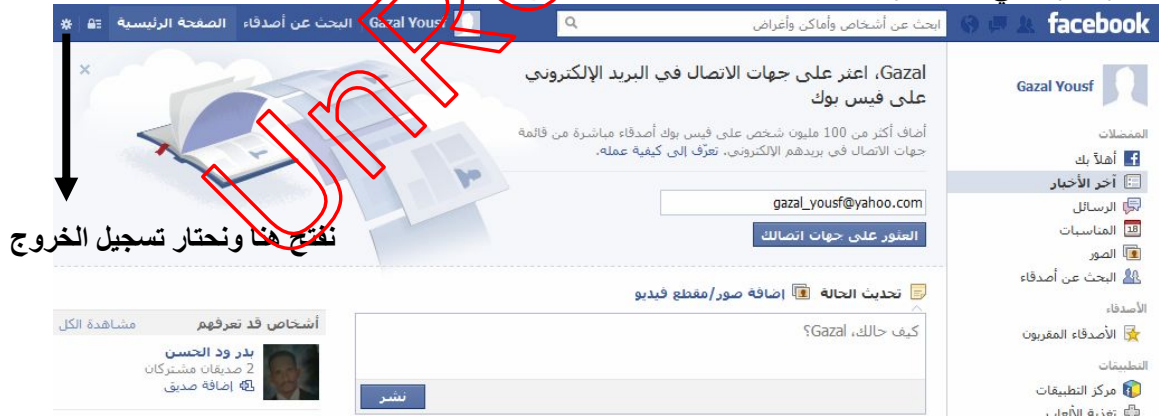 facebook
ابحث عن أشخاص وأماكن وأغراض
Gazal Yousf
البحث عن أصدقاء
الصفحة الرئيسية
Gazal Yousf
المفضلات
أهلاً بك
آخر الأخبار
الرسائل
المناسبات
18
الصور
البحث عن أصدقاء
الأصدقاء
الأصدقاء المقربون
التطبيقات
مركز التطبيقات
تغذية الألعاب
Gazal، اعثر على جهات الاتصال في البريد الإلكتروني
على فيس بوك
أضاف أكثر من 100 مليون شخص على فيس بوك أصدقاء مباشرة من قائمة
جهات الاتصال في بريدهم الإلكتروني. تعرّف إلى كيفية عمله.
gazal_yousf@yahoo.com
العثور على جهات اتصالك
نفتح هنا ونحتار تسجيل الخروج
تحديث الحالة
إضافة صور/مقطع فيديو
كيف حالك، Gazal؟
نشر
أشخاص قد تعرفهم
مشاهدة الكل
بدر ود الحسن
2 صديقان مشتركان
إضافة صديق